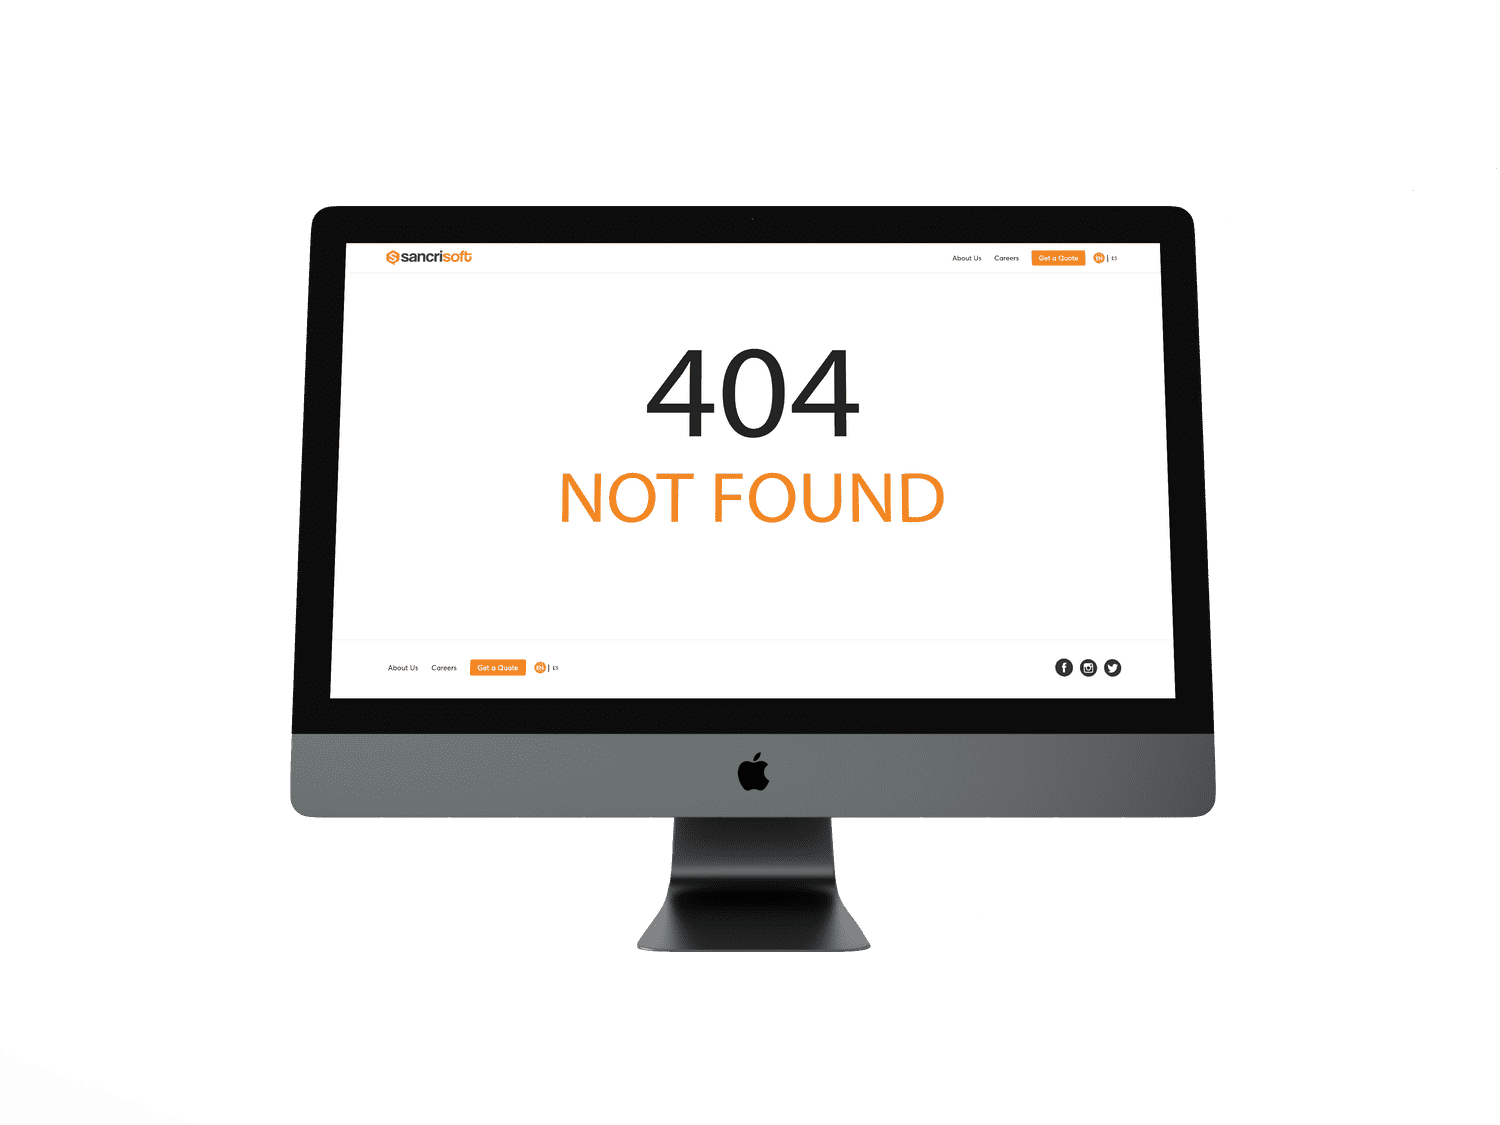 sancrisoft About Us Careers Get a Quote EN | ES
404
NOT FOUND
About Us Careers Get a Quote EN | ES